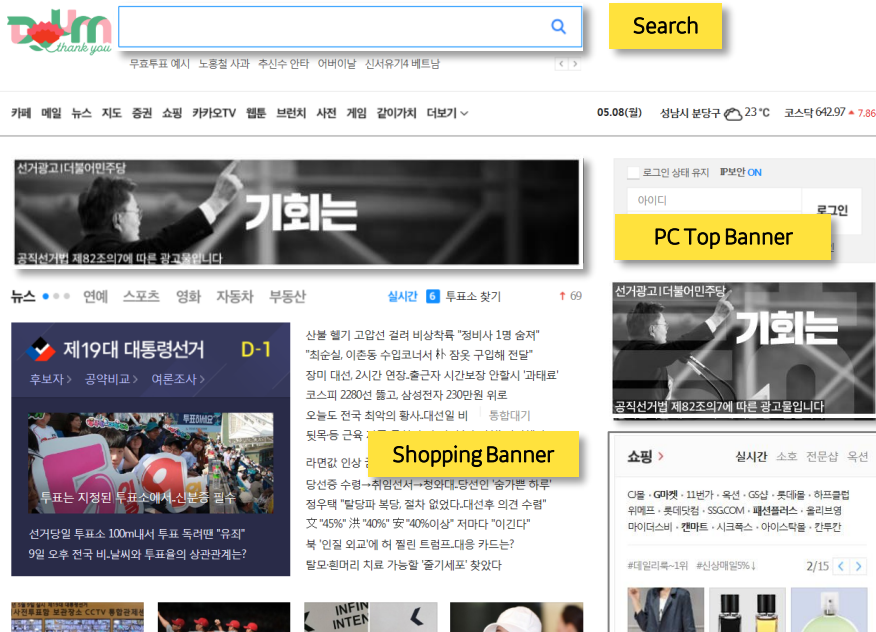 Daum
thank you
Search
무효투표 예시 노홍철 사과 추신수 안타 어버이날 신서유기4 베트남
카페 메일 뉴스 지도 증권 쇼핑 카카오TV 웹툰 브런치 사전 게임 같이가치 더보기
05.08(월) 성남시 분당구 23 °C 코스닥 642.97 7.86
선거광고|더불어민주당
기회는
공직선거법 제82조의7에 따른 광고물입니다
로그인 상태 유지 IP보안 ON
아이디
로그인
PC Top Banner
뉴스 연예 스포츠 영화 자동차 부동산
실시간 6 투표소 찾기 69
선거광고|더불어민주당
기회는
공직선거법 제82조의7에 따른 광고물입니다
제19대 대통령선거 D-1
후보자 공약비교 여론조사
투표하세요
투표는 지정된 투표소에서..신분증 필수
선거당일 투표소 100m내서 투표 독려땐 "유죄"
9일 오후 전국 비..날씨와 투표율의 상관관계는?
산불 헬기 고압선 걸려 비상착륙 "정비사 1명 숨져"
"최순실, 이촌동 수입코너서 朴 잠옷 구입해 전달"
장미 대선, 2시간 연장..출근자 시간보장 안할시 '과태료'
코스피 2280선 뚫고, 삼성전자 230만원 위로
오늘도 전국 최악의 황사..대선일 비 통합대기
뒷목등 근육
Shopping Banner
라면값 인상
당선증 수령→취임선서→청와대..당선인 '숨가쁜 하루'
정우택 "탈당파 복당, 절차 없었다..대선후 의견 수렴"
文 "45%" 洪 "40%" 安 "40%이상" 저마다 "이긴다"
북 '인질 외교'에 허 찔린 트럼프..대응 카드는?
탈모·흰머리 치료 가능할 '줄기세포' 찾았다
쇼핑 실시간 소호 전문샵 옥션
CJ몰 · G마켓 · 11번가 · 옥션 · GS샵 · 롯데몰 · 하프클럽
위메프 · 롯데닷컴 · SSG.COM · 패션플러스 · 올리브영
마이더스비 · 캔마트 · 시크폭스 · 아이스탁몰 · 칸투칸
#데일리룩~1위 #신상매일5%↓ 2/15
사전투표함 보관장소 CCTV 통합관제센
INFIN
INTEN